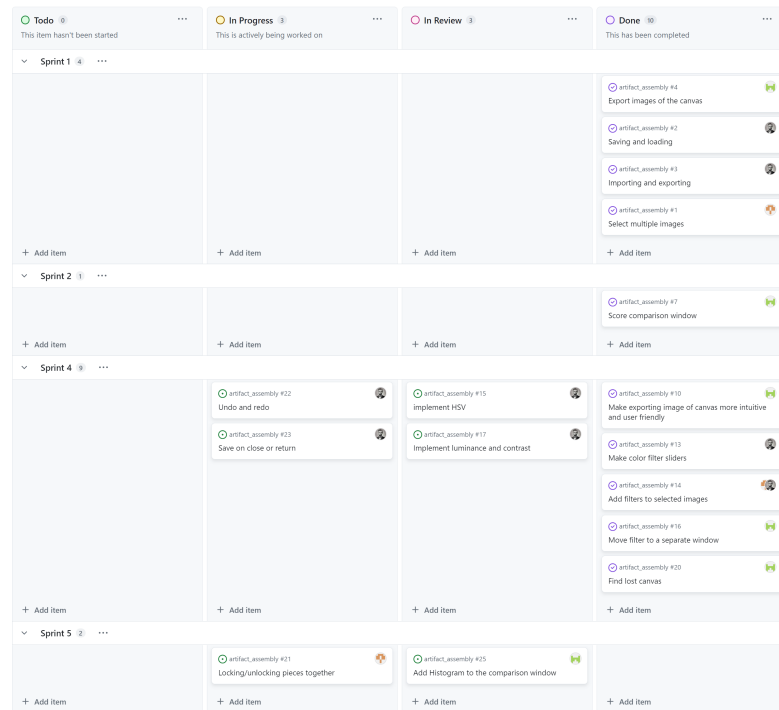 Todo 0 ...
This item hasn't been started
In Progress 3 ...
This is actively being worked on
In Review 3 ...
Done 10 ...
This has been completed
Sprint 1 4 ...
artifact_assembly #4
Export images of the canvas
artifact_assembly #2
Saving and loading
artifact_assembly #3
Importing and exporting
artifact_assembly #1
Select multiple images
+ Add item
+ Add item
+ Add item
+ Add item
Sprint 2 1 ...
artifact_assembly #7
Score comparison window
+ Add item
+ Add item
+ Add item
+ Add item
Sprint 4 9 ...
artifact_assembly #22
Undo and redo
artifact_assembly #23
Save on close or return
artifact_assembly #15
implement HSV
artifact_assembly #17
Implement luminance and contrast
artifact_assembly #10
Make exporting image of canvas more intuitive
and user friendly
artifact_assembly #13
Make color filter sliders
artifact_assembly #14
Add filters to selected images
artifact_assembly #16
Move filter to a separate window
artifact_assembly #20
Find lost canvas
+ Add item
+ Add item
+ Add item
+ Add item
Sprint 5 2 ...
artifact_assembly #21
Locking/unlocking pieces together
artifact_assembly #25
Add Histogram to the comparison window
+ Add item
+ Add item
+ Add item
+ Add item